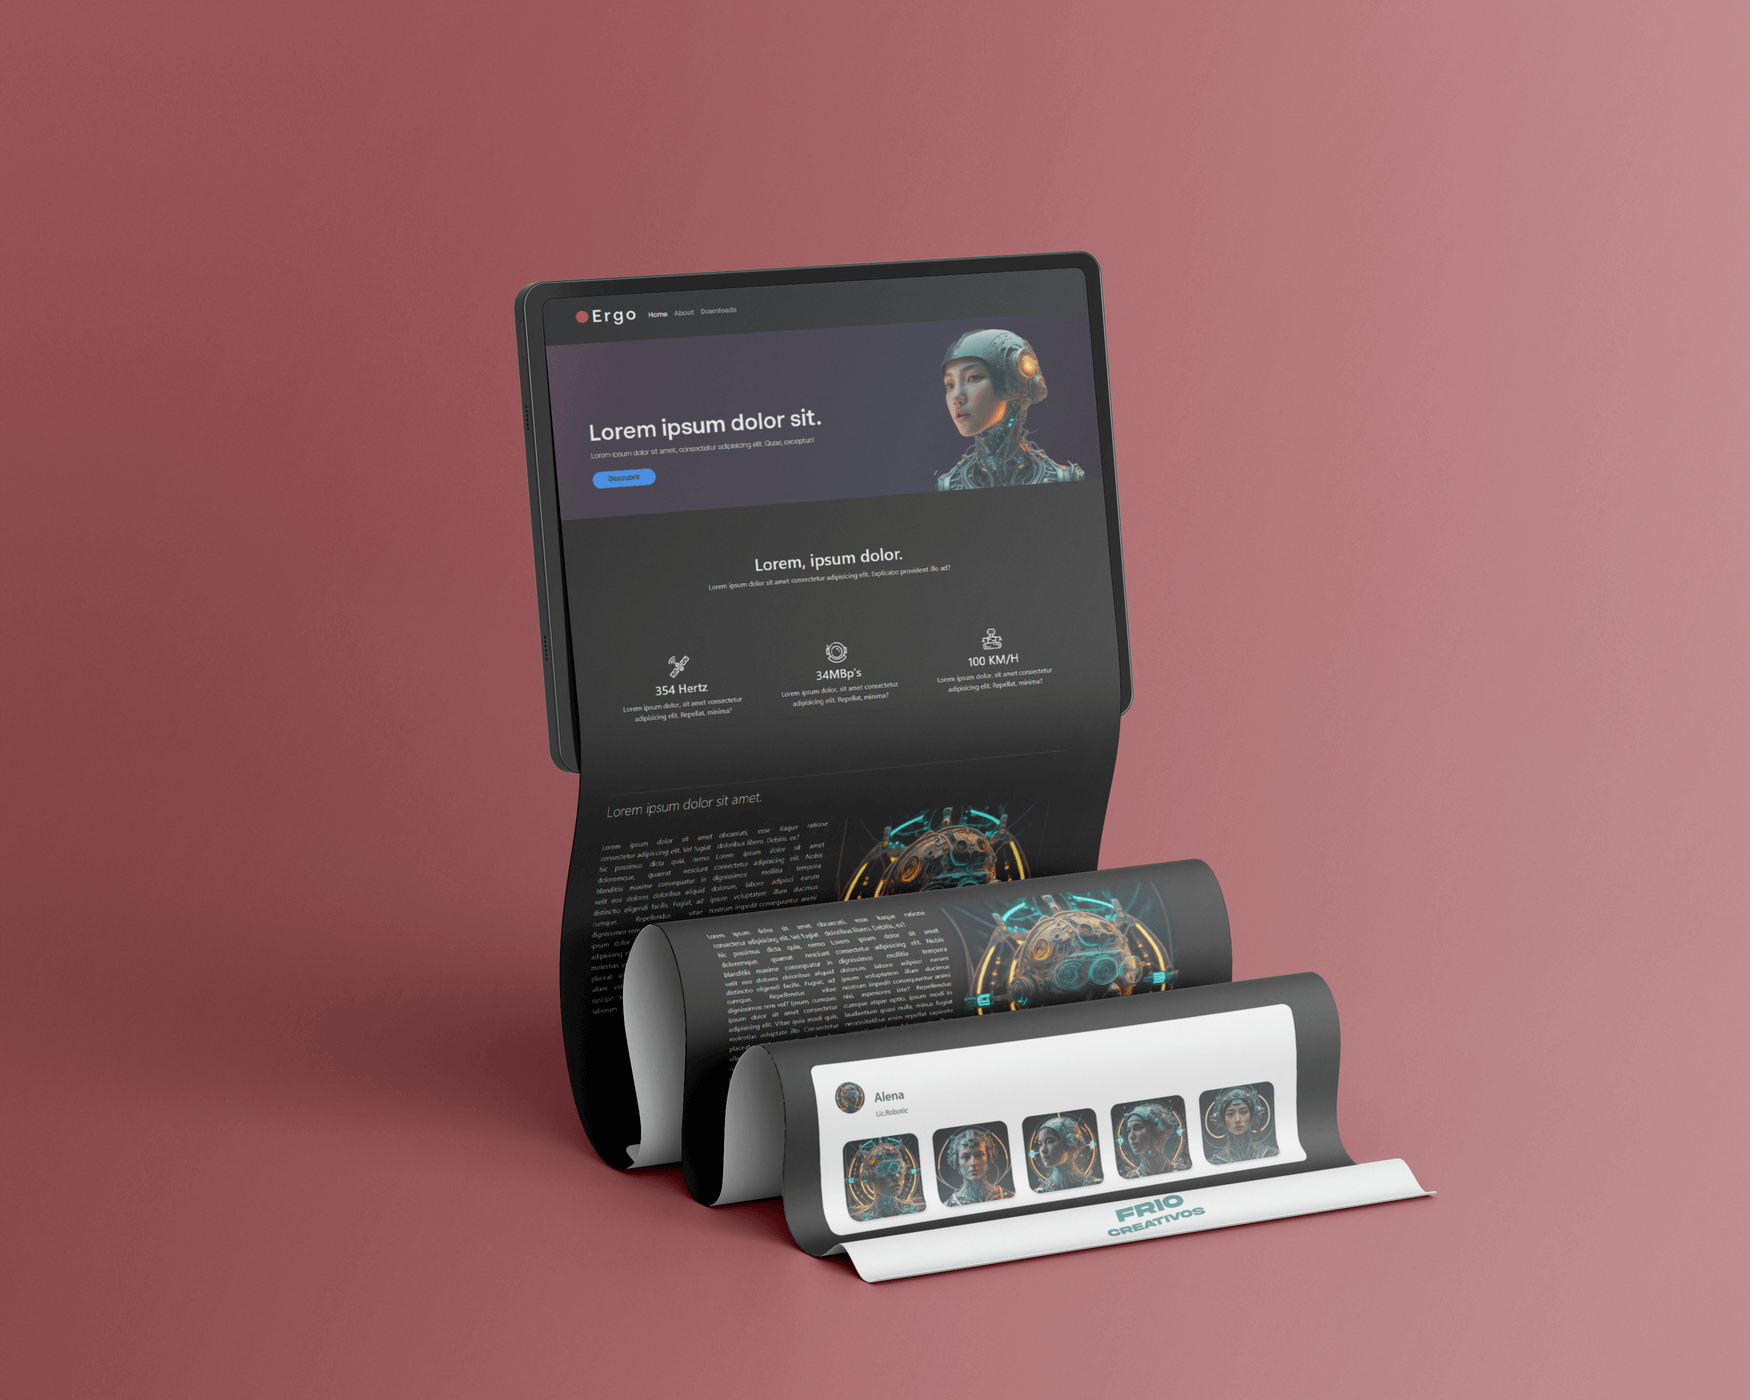 Ergo Home About Downloads
Lorem ipsum dolor sit.
Lorem ipsum dolor sit amet, consectetur adipisicing elit. Quae, excepturi!
Descubrir
Lorem, ipsum dolor.
Lorem ipsum dolor sit amet consectetur adipisicing elit. Explicabo provident illo ad?
354 Hertz
Lorem ipsum dolor, sit amet consectetur
adipisicing elit. Repellat, minima?
34MBp's
Lorem ipsum dolor, sit amet consectetur
adipisicing elit. Repellat, minima?
100 KM/H
Lorem ipsum dolor, sit amet consectetur
adipisicing elit. Repellat, minima?
Lorem ipsum dolor sit amet.
Lorem ipsum dolor sit amet obcaecati, esse itaque ratione
consectetur adipisicing elit. Vel fugiat doloribus libero. Debitis, ex?
hic possimus dicta quia, nemo Lorem ipsum dolor sit amet
doloremque, quaerat nesciunt consectetur adipisicing elit. Nobis
blanditiis maxime consequatur in dignissimos mollitia tempora
velit eos dolores doloribus aliquid dolorum, labore adipisci earum
distinctio eligendi facilis. Fugiat, ad ipsum voluptatem illum ducimus
cumque. Repellendus vitae nostrum impedit consequuntur animi
dignissimos rem
ipsum dolor
adipisicing
molestias
placeat
ullam
suscipit
laborum
Lorem ipsum dolor sit amet obcaecati, esse itaque ratione
consectetur adipisicing elit. Vel fugiat doloribus libero. Debitis, ex?
hic possimus dicta quia, nemo Lorem ipsum dolor sit amet
doloremque, quaerat nesciunt consectetur adipisicing elit. Nobis
blanditiis maxime consequatur in dignissimos mollitia tempora
velit eos dolores doloribus aliquid dolorum, labore adipisci earum
distinctio eligendi facilis. Fugiat, ad ipsum voluptatem illum ducimus
cumque. Repellendus vitae nostrum impedit consequuntur animi
dignissimos rem vel? Ipsum, cumque. nisi, asperiores iste? Repellendus
ipsum dolor sit amet consectetur cumque atque optio, ipsum modi in
adipisicing elit. Vitae quia modi quis, laudantium quasi nulla, minus fugiat
molestias voluptate illo. Consectetur necessitatibus enim repellat sapiente
placeat
Alena
Lic.Robotic
FRIO
CREATIVOS